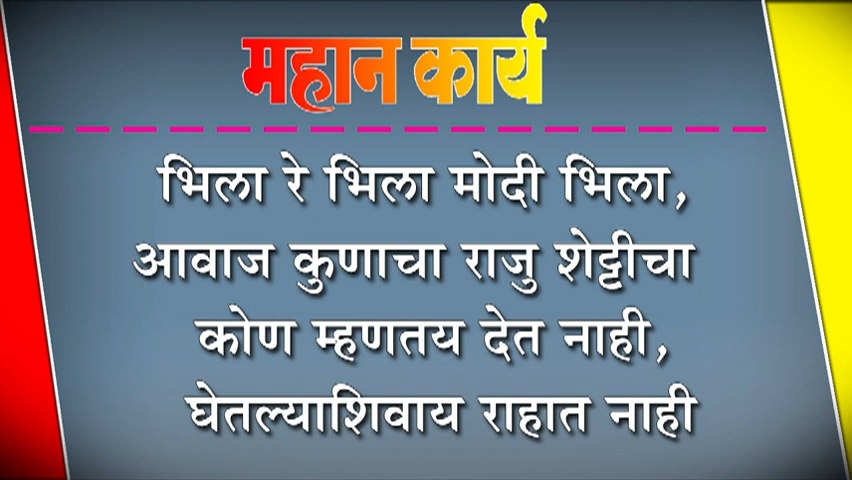 महान कार्य
भिला रे भिला मोदी भिला,
आवाज कुणाचा राजु शेट्टीचा
कोण म्हणतय देत नाही,
घेतल्याशिवाय राहात नाही